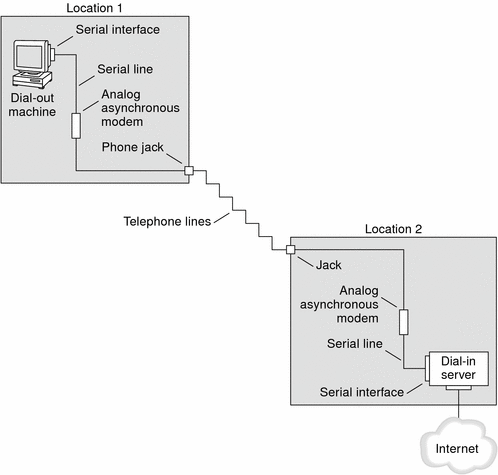 Location 1
Serial interface
Serial line
Dial-out
machine
Analog
asynchronous
modem
Phone jack
Telephone lines
Location 2
Jack
Analog
asynchronous
modem
Serial line
Dial-in
server
Serial interface
Internet